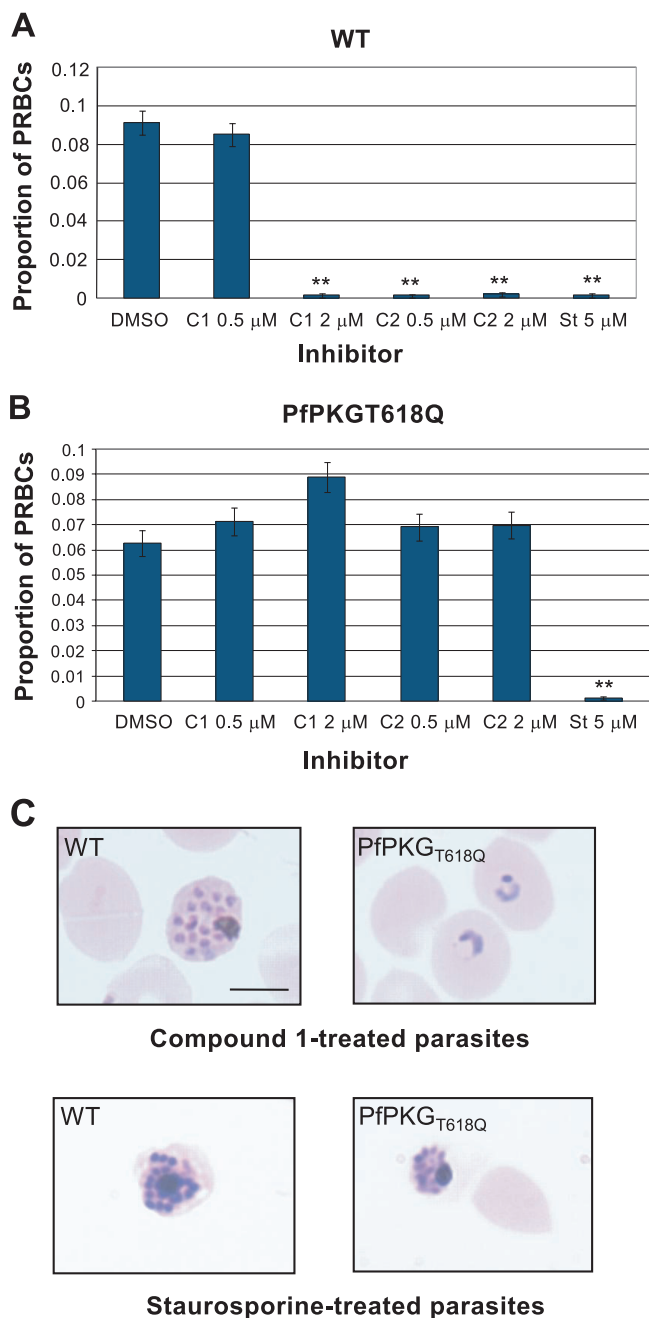 A
WT
Proportion of PRBCs
0.12
0.1
0.08
0.06
0.04
0.02
0
** ** ** **
DMSO C1 0.5 μM C1 2 μM C2 0.5 μM C2 2 μM St 5 μM
Inhibitor
B
PfPKGT618Q
Proportion of PRBCs
0.1
0.09
0.08
0.07
0.06
0.05
0.04
0.03
0.02
0.01
0
**
DMSO C1 0.5 μM C1 2 μM C2 0.5 μM C2 2 μM St 5 μM
Inhibitor
C
WT PfPKGT618Q
Compound 1-treated parasites
WT PfPKGT618Q
Staurosporine-treated parasites